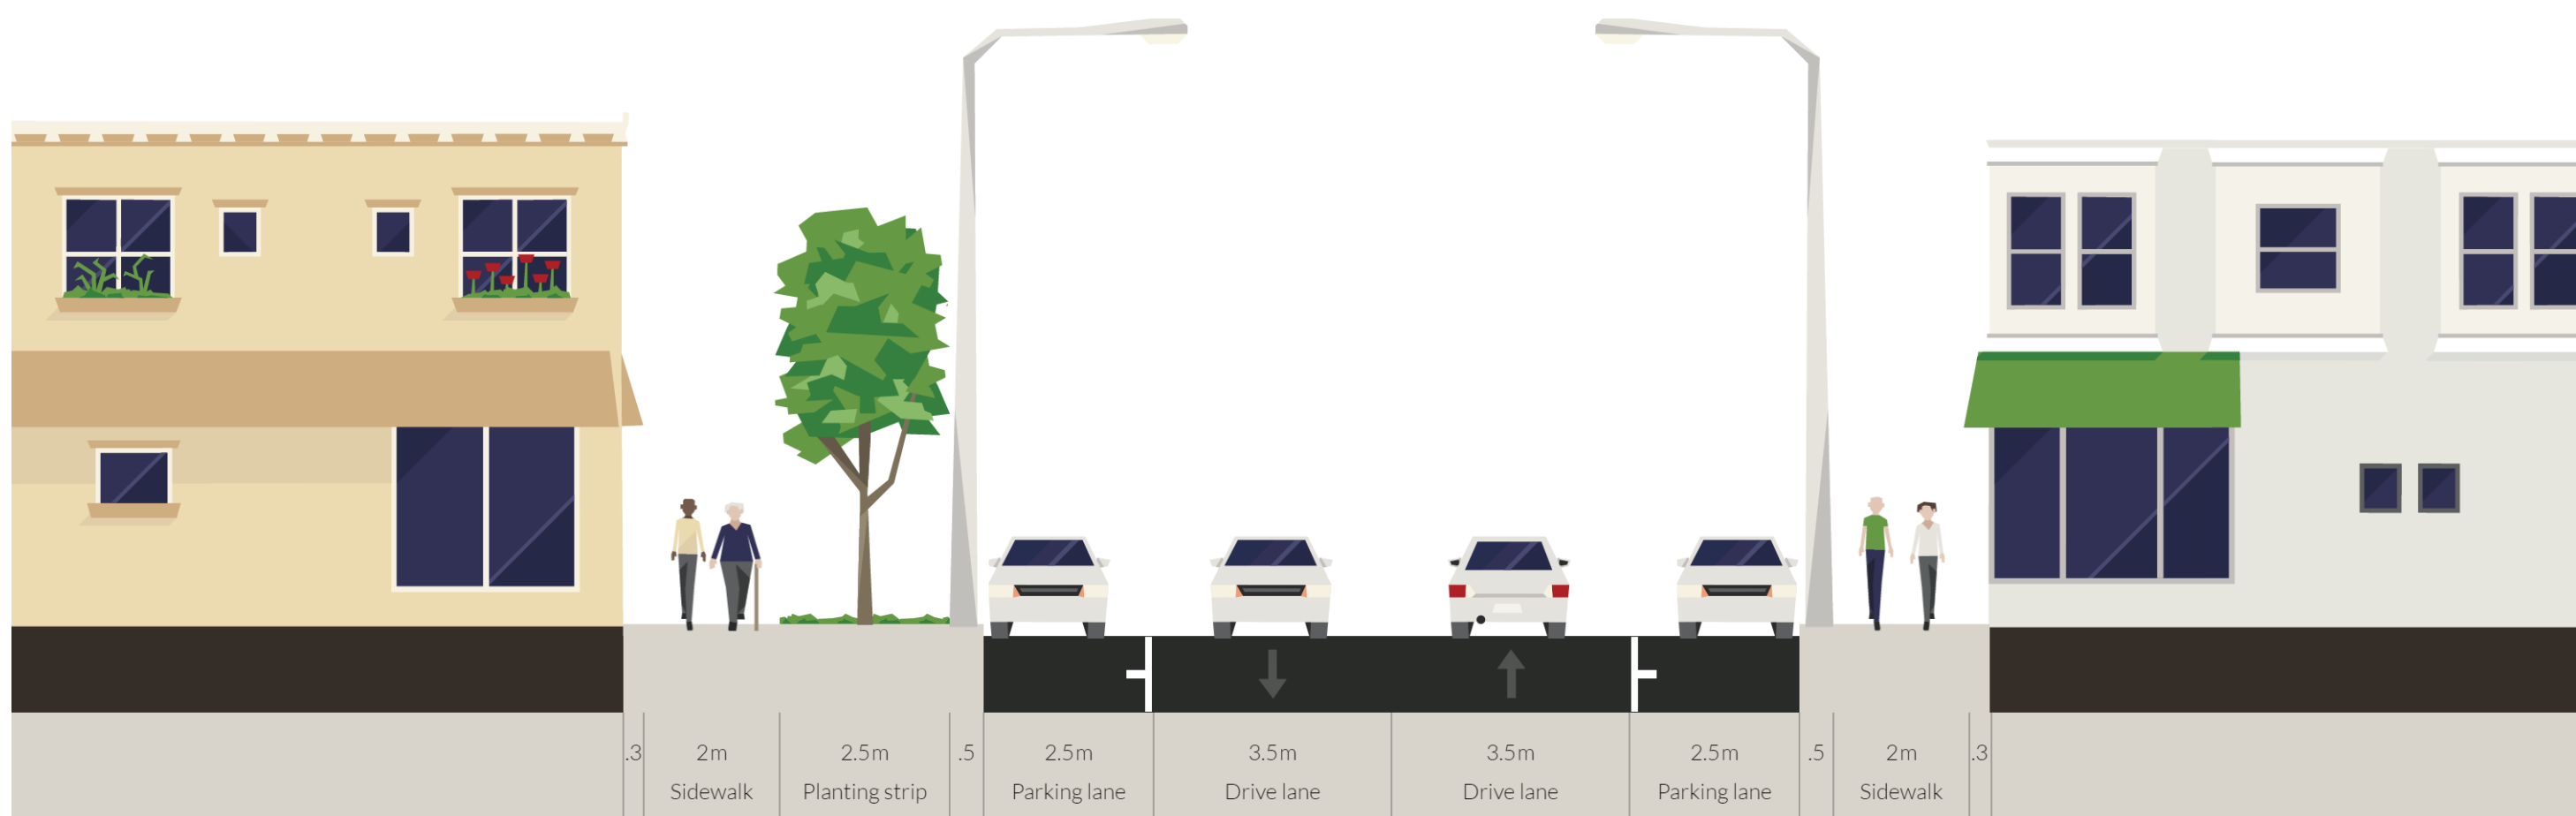 .3 2m 2.5m .5 2.5m 3.5m 3.5m 2.5m .5 2m .3
Sidewalk Planting strip Parking lane Drive lane Drive lane Parking lane Sidewalk